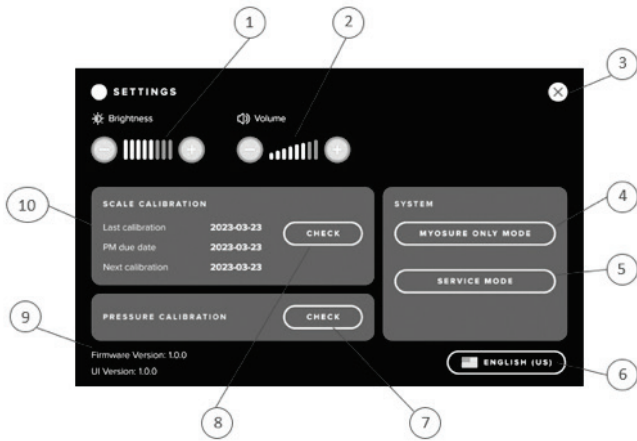 1
2
3
SETTINGS
Brightness
Volume
SCALE CALIBRATION
SYSTEM
10
Last calibration 2023-03-23
CHECK
MYOSURE ONLY MODE
4
PM due date 2023-03-23
Next calibration 2023-03-23
SERVICE MODE
5
PRESSURE CALIBRATION
CHECK
9
Firmware Version: 1.0.0
UI Version: 1.0.0
ENGLISH (US)
6
8
7